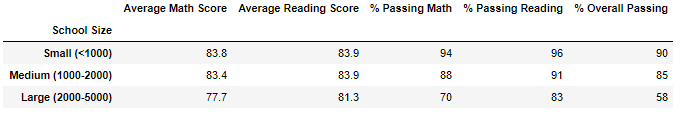 Average Math Score Average Reading Score % Passing Math % Passing Reading % Overall Passing
School Size
Small (<1000) 83.8 83.9 94 96 90
Medium (1000-2000) 83.4 83.9 88 91 85
Large (2000-5000) 77.7 81.3 70 83 58